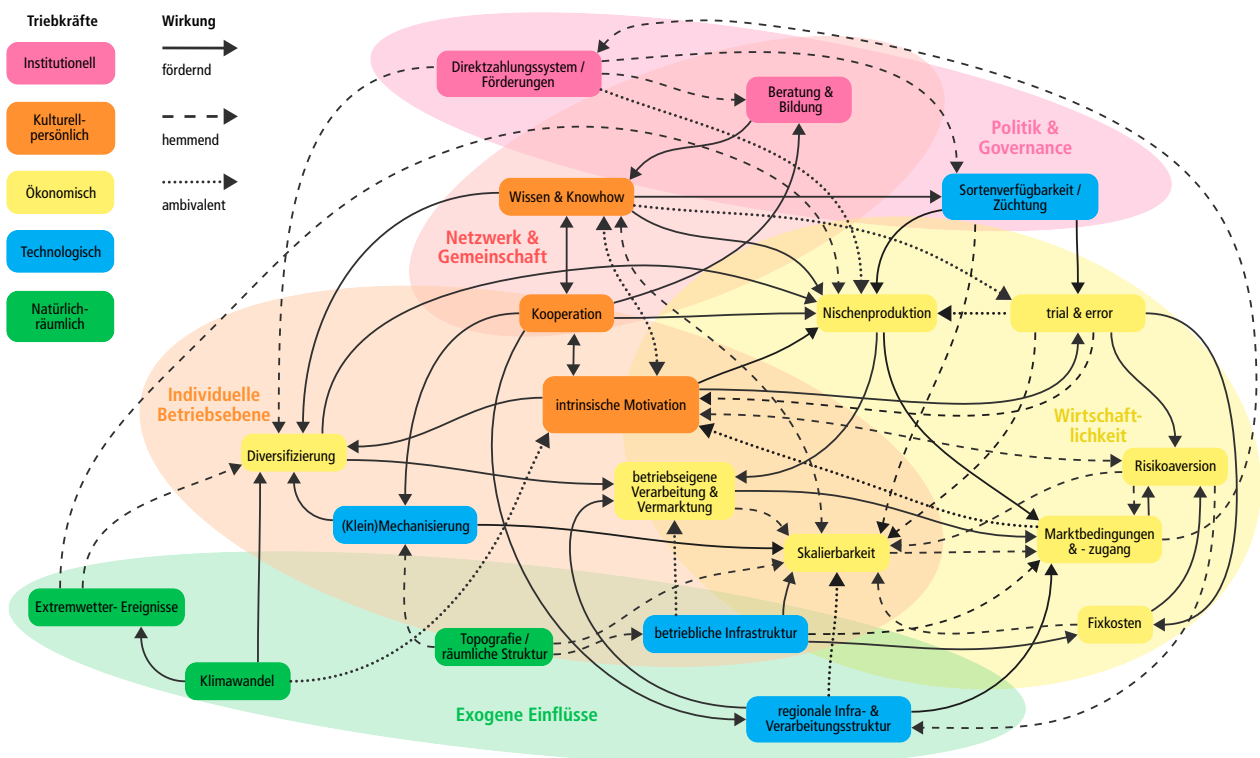 Triebkräfte
Wirkung
Institutionell
fördernd
Kulturell-
persönlich
hemmend
Ökonomisch
ambivalent
Technologisch
Natürlich-
räumlich
Direktzahlungssystem /
Förderungen
Beratung &
Bildung
Politik &
Governance
Wissen & Knowhow
Sortenverfügbarkeit /
Züchtung
Netzwerk &
Gemeinschaft
Kooperation
Nischenproduktion
trial & error
Individuelle
Betriebsebene
intrinsische Motivation
Wirtschaft-
lichkeit
Diversifizierung
betriebseigene
Verarbeitung &
Vermarktung
Risikoaversion
(Klein)Mechanisierung
Skalierbarkeit
Marktbedingungen
& - zugang
Extremwetter- Ereignisse
Topografie /
räumliche Struktur
betriebliche Infrastruktur
Fixkosten
Klimawandel
Exogene Einflüsse
regionale Infra- &
Verarbeitungsstruktur